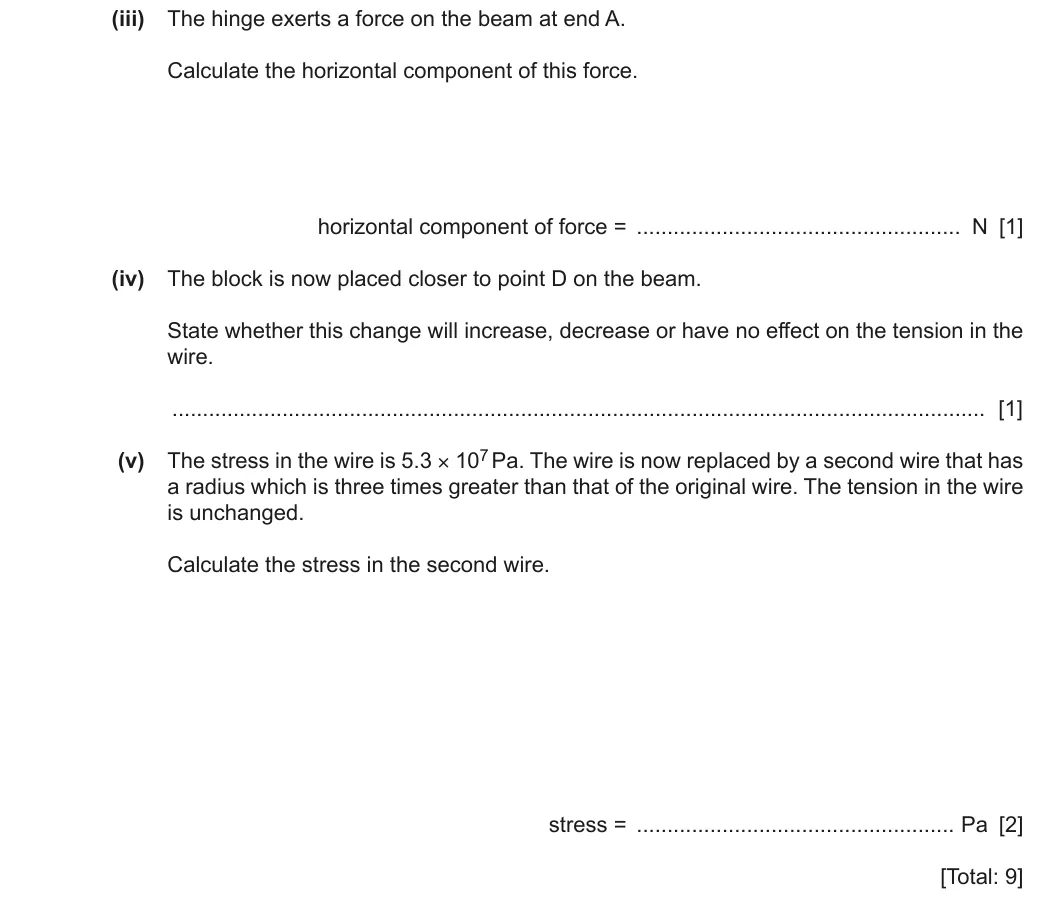 (iii) The hinge exerts a force on the beam at end A.
Calculate the horizontal component of this force.
horizontal component of force = ..................................................... N [1]
(iv) The block is now placed closer to point D on the beam.
State whether this change will increase, decrease or have no effect on the tension in the
wire.
..................................................................................................................................... [1]
(v) The stress in the wire is 5.3 × 10⁷ Pa. The wire is now replaced by a second wire that has
a radius which is three times greater than that of the original wire. The tension in the wire
is unchanged.
Calculate the stress in the second wire.
stress = .................................................... Pa [2]
[Total: 9]